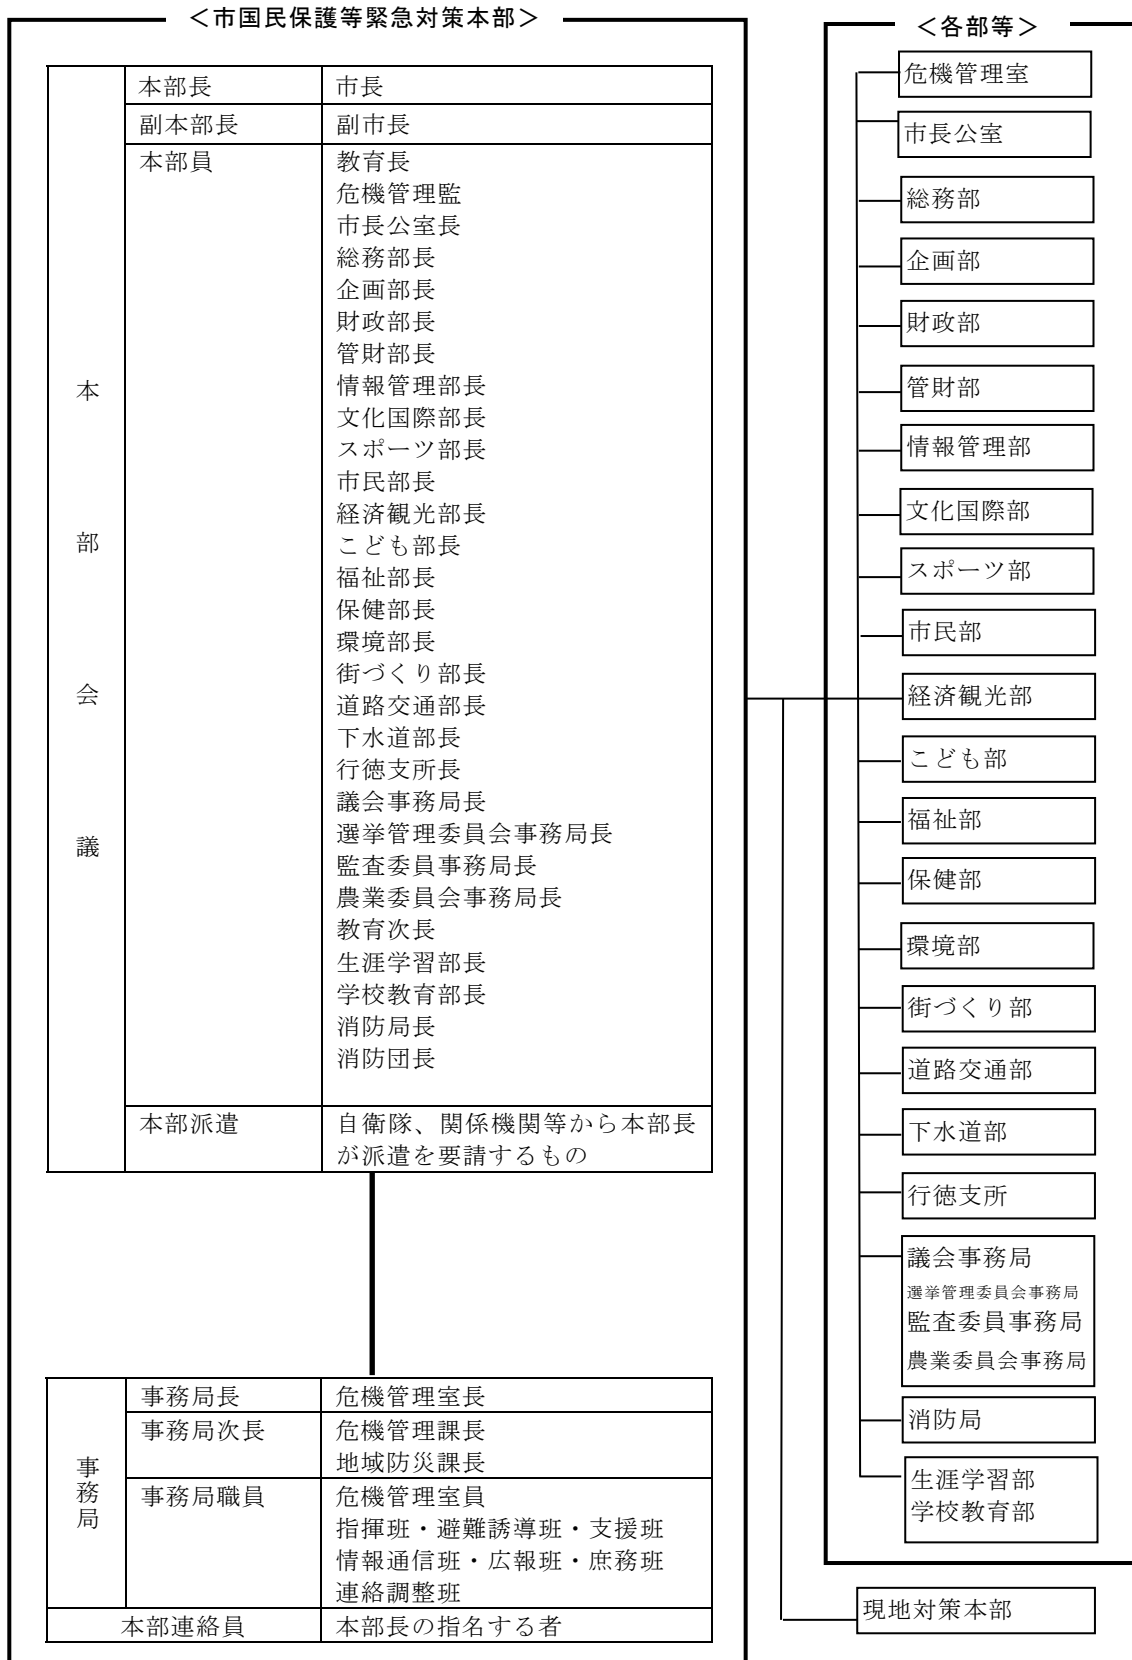 ＜市国民保護等緊急対策本部＞
本部会議
本部長
市長
副本部長
副市長
本部員
教育長
危機管理監
市長公室長
総務部長
企画部長
財政部長
管財部長
情報管理部長
文化国際部長
スポーツ部長
市民部長
経済観光部長
こども部長
福祉部長
保健部長
環境部長
街づくり部長
道路交通部長
下水道部長
行徳支所長
議会事務局長
選挙管理委員会事務局長
監査委員事務局長
農業委員会事務局長
教育次長
生涯学習部長
学校教育部長
消防局長
消防団長
本部派遣
自衛隊、関係機関等から本部長
が派遣を要請するもの
事務局
事務局長
危機管理室長
事務局次長
危機管理課長
地域防災課長
事務局職員
危機管理室員
指揮班・避難誘導班・支援班
情報通信班・広報班・庶務班
連絡調整班
本部連絡員
本部長の指名する者
＜各部等＞
危機管理室
市長公室
総務部
企画部
財政部
管財部
情報管理部
文化国際部
スポーツ部
市民部
経済観光部
こども部
福祉部
保健部
環境部
街づくり部
道路交通部
下水道部
行徳支所
議会事務局
選挙管理委員会事務局
監査委員事務局
農業委員会事務局
消防局
生涯学習部
学校教育部
現地対策本部